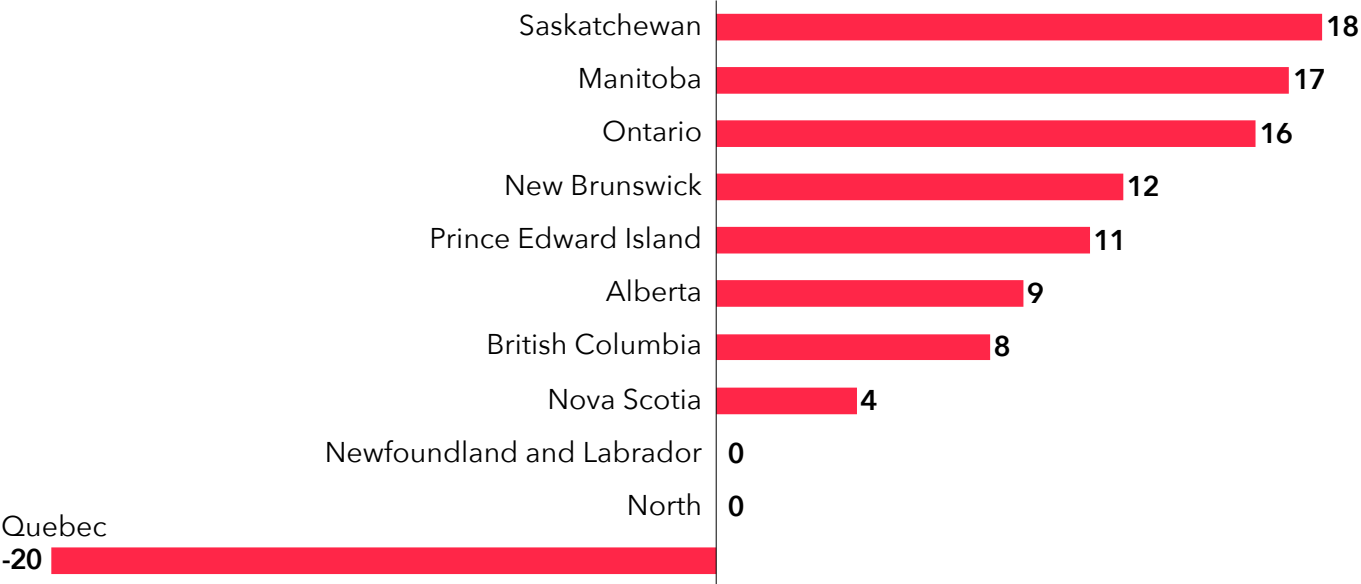 Saskatchewan 18
Manitoba 17
Ontario 16
New Brunswick 12
Prince Edward Island 11
Alberta 9
British Columbia 8
Nova Scotia 4
Newfoundland and Labrador 0
North 0
Quebec
-20